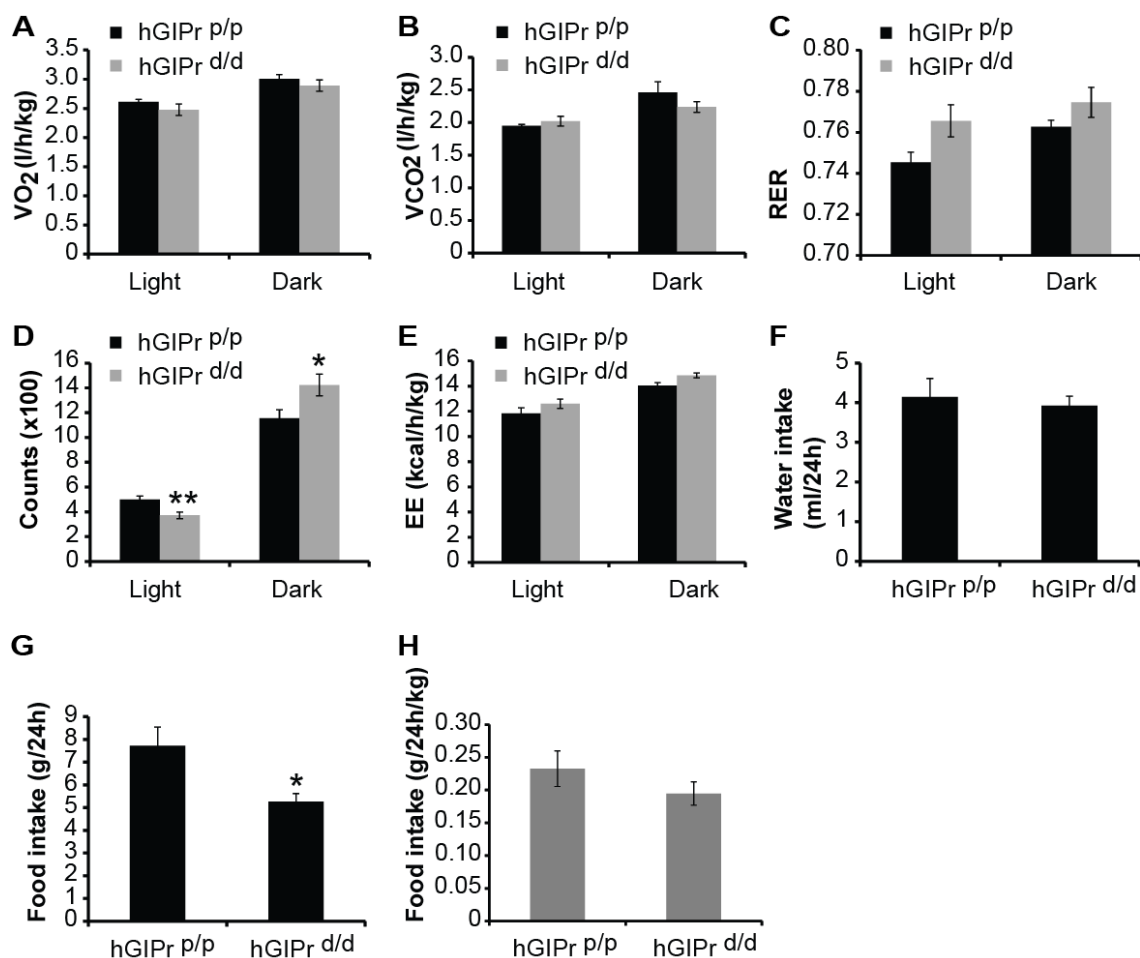 A
hGIPr p/p
hGIPr d/d
VO2 (l/h/kg)
3.5
3.0
2.5
2.0
1.5
1.0
0.5
0
Light Dark
B
hGIPr p/p
hGIPr d/d
VCO2 (l/h/kg)
3.0
2.5
2.0
1.5
1.0
0.5
0
Light Dark
C
hGIPr p/p
hGIPr d/d
RER
0.80
0.78
0.76
0.74
0.72
0.70
Light Dark
D
hGIPr p/p
hGIPr d/d
Counts (x100)
16
14
12
10
8
6
4
2
0
**
*
Light Dark
E
hGIPr p/p
hGIPr d/d
EE (kcal/h/kg)
16
14
12
10
8
6
4
2
0
Light Dark
F
Water intake
(ml/24h)
5
4
3
2
1
0
hGIPr p/p hGIPr d/d
G
Food intake (g/24h)
9
8
7
6
5
4
3
2
1
0
*
hGIPr p/p hGIPr d/d
H
Food intake (g/24h/kg)
0.30
0.25
0.20
0.15
0.10
0.05
0.00
hGIPr p/p hGIPr d/d